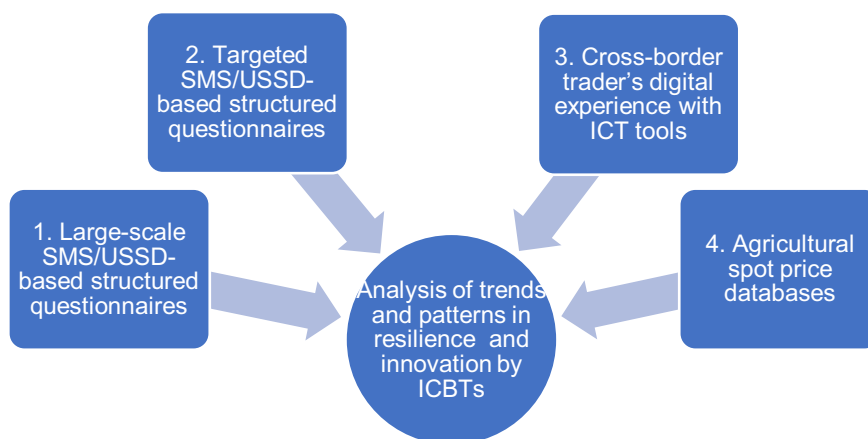 1. Large-scale
SMS/USSD-
based structured
questionnaires
2. Targeted
SMS/USSD-
based structured
questionnaires
3. Cross-border
trader's digital
experience with
ICT tools
4. Agricultural
spot price
databases
Analysis of trends
and patterns in
resilience and
innovation by
ICBTs